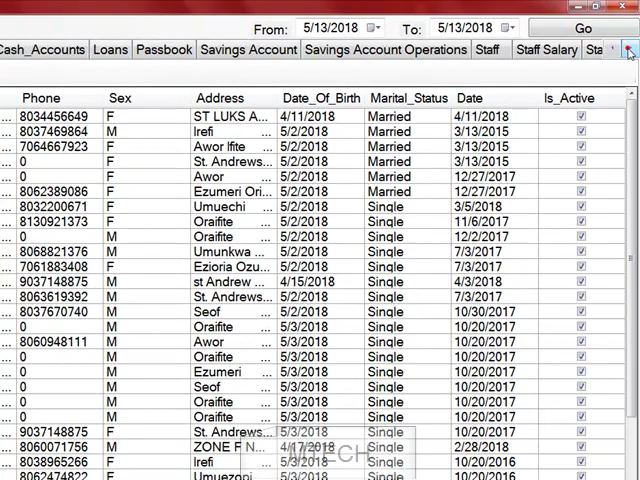 From: 5/13/2018 To: 5/13/2018 Go
Cash_Accounts Loans Passbook Savings Account Savings Account Operations Staff Staff Salary Sta
Phone Sex Address Date_Of_Birth Marital_Status Date Is_Active
... 8034456649 F ST LUKS A... 4/11/2018 Married 4/11/2018
... 8037469864 M Irefi ... 5/2/2018 Married 3/13/2015
... 7064667923 F Awor Ifite ... 5/2/2018 Married 3/13/2015
... 0 F St. Andrews... 5/2/2018 Married 3/13/2015
... 0 F Awor ... 5/2/2018 Married 12/27/2017
... 8062389086 F Ezumeri Ori... 5/2/2018 Married 12/27/2017
... 8032200671 F Umuechi ... 5/2/2018 Single 3/5/2018
... 8130921373 F Oraifite ... 5/2/2018 Single 11/6/2017
... 0 M Oraifite ... 5/2/2018 Single 12/2/2017
... 8068821376 M Umunkwa ... 5/2/2018 Single 7/3/2017
... 7061883408 F Ezioria Ozu... 5/2/2018 Single 7/3/2017
... 9037148875 M st Andrew ... 4/15/2018 Single 4/3/2018
... 8063619392 M St. Andrews... 5/2/2018 Single 7/3/2017
... 8037670740 M Seof ... 5/2/2018 Single 10/30/2017
... 0 M Oraifite ... 5/3/2018 Single 10/20/2017
... 8060948111 M Awor ... 5/3/2018 Single 10/20/2017
... 0 M Oraifite ... 5/3/2018 Single 10/20/2017
... 0 F Ezumeri ... 5/3/2018 Single 10/20/2017
... 0 M Seof ... 5/3/2018 Single 10/20/2017
... 0 M Oraifite ... 5/3/2018 Single 10/20/2017
... 0 M Oraifite ... 5/3/2018 Single 10/20/2017
... 9037148875 F St. Andrews... 5/3/2018 Single 10/20/2017
... 8060071756 M ZONE F N... 4/17/2018 Single 2/28/2018
... 8038965266 F Irefi ... 5/3/2018 Single 10/20/2016
8062474822 F Umuezopi ... 5/3/2018 Single 10/20/2016
MTECH